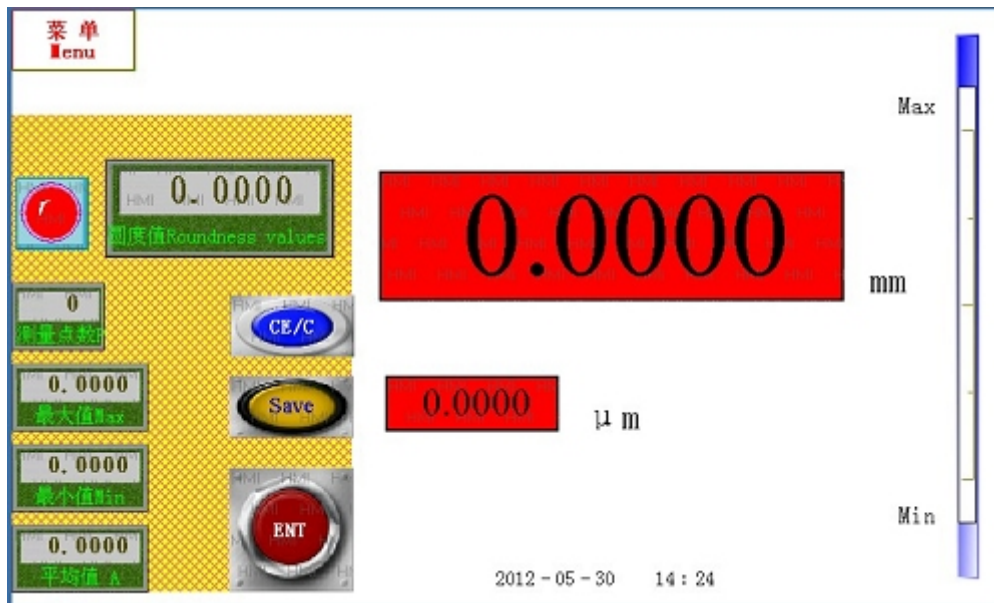 菜单
Menu
Max
0.0000
圆度值Roundness values
r
0.0000
mm
0
测量点数P
CE/C
0.0000
最大值Max
Save
0.0000
μm
0.0000
最小值Min
ENT
Min
0.0000
平均值 A
2012-05-30 14:24
HMI